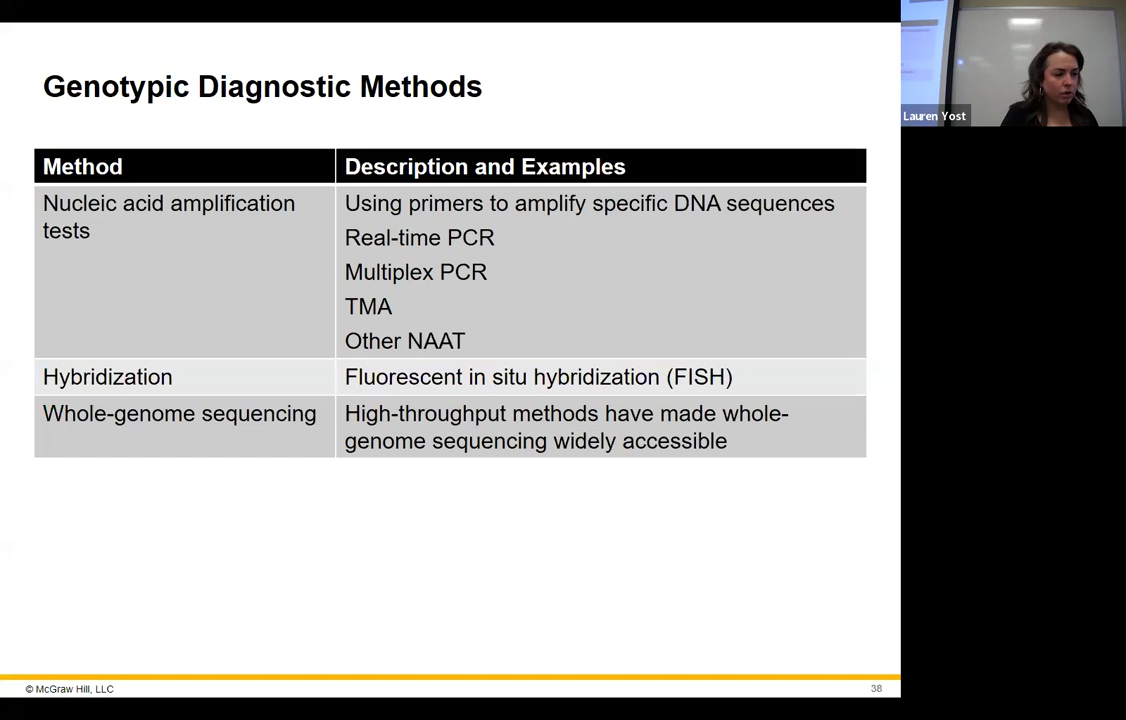 Genotypic Diagnostic Methods
Lauren Yost
Method
Description and Examples
Nucleic acid amplification
tests
Using primers to amplify specific DNA sequences
Real-time PCR
Multiplex PCR
TMA
Other NAAT
Hybridization
Fluorescent in situ hybridization (FISH)
Whole-genome sequencing
High-throughput methods have made whole-
genome sequencing widely accessible
© McGraw Hill, LLC
38